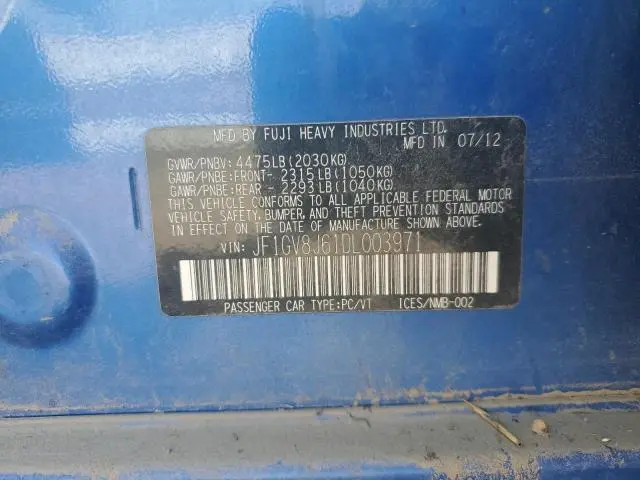 MFD BY FUJI HEAVY INDUSTRIES LTD.
MFD IN 07/12
GVWR/PNBV: 4475LB(2030KG)
GAWR/PNBE:FRONT- 2315LB(1050KG)
GAWR/PNBE:REAR - 2293LB(1040KG)
THIS VEHICLE CONFORMS TO ALL APPLICABLE FEDERAL MOTOR
VEHICLE SAFETY, BUMPER, AND THEFT PREVENTION STANDARDS
IN EFFECT ON THE DATE OF MANUFACTURE SHOWN ABOVE.
VIN: JF1GV8J61DL003971
PASSENGER CAR TYPE:PC/VT ICES/NMB-002